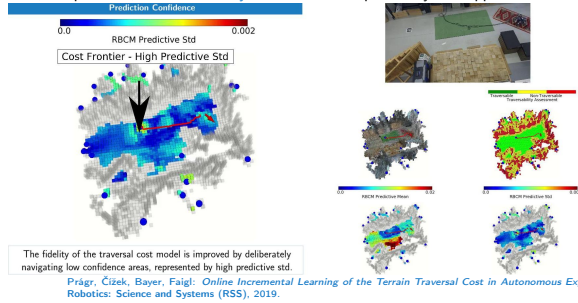 Prediction Confidence
0.0 0.002
RBCM Predictive Std
Cost Frontier - High Predictive Std
The fidelity of the traversal cost model is improved by deliberately
navigating low confidence areas, represented by high predictive std.
Traversable Non Traversable
Traversability Assessment
0.0 0.02
RBCM Predictive Mean
0.0
RBCM Predictive Std
Prágr, Čížek, Bayer, Faigl: Online Incremental Learning of the Terrain Traversal Cost in Autonomous Ex
Robotics: Science and Systems (RSS), 2019.